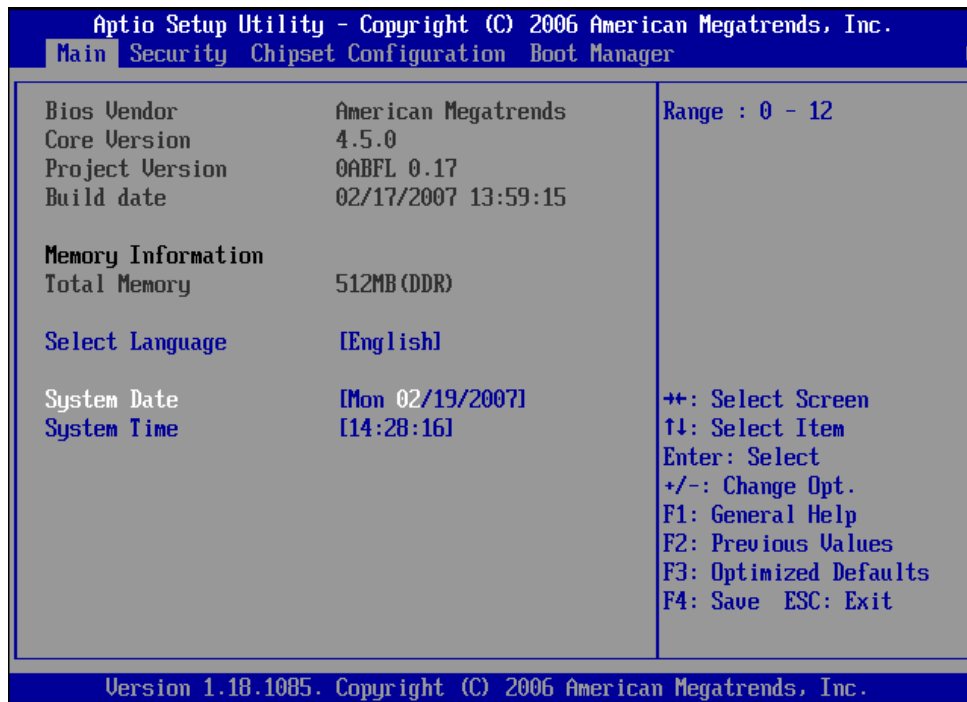 Aptio Setup Utility - Copyright (C) 2006 American Megatrends, Inc.
Main Security Chipset Configuration Boot Manager
Bios Vendor American Megatrends
Core Version 4.5.0
Project Version 0ABFL 0.17
Build date 02/17/2007 13:59:15
Memory Information
Total Memory 512MB(DDR)
Select Language [English]
System Date [Mon 02/19/2007]
System Time [14:28:16]
Range : 0 - 12
→←: Select Screen
↑↓: Select Item
Enter: Select
+/-: Change Opt.
F1: General Help
F2: Previous Values
F3: Optimized Defaults
F4: Save ESC: Exit
Version 1.18.1085. Copyright (C) 2006 American Megatrends, Inc.